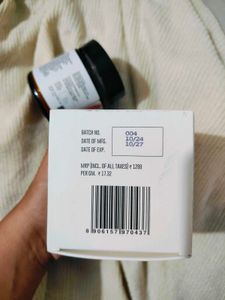 BATCH NO. 004
DATE OF MFG. 10/24
DATE OF EXP. 10/27
MRP (INCL. OF ALL TAXES) ₹ 1299
PER GM. ₹ 17.32
8 906157 970437